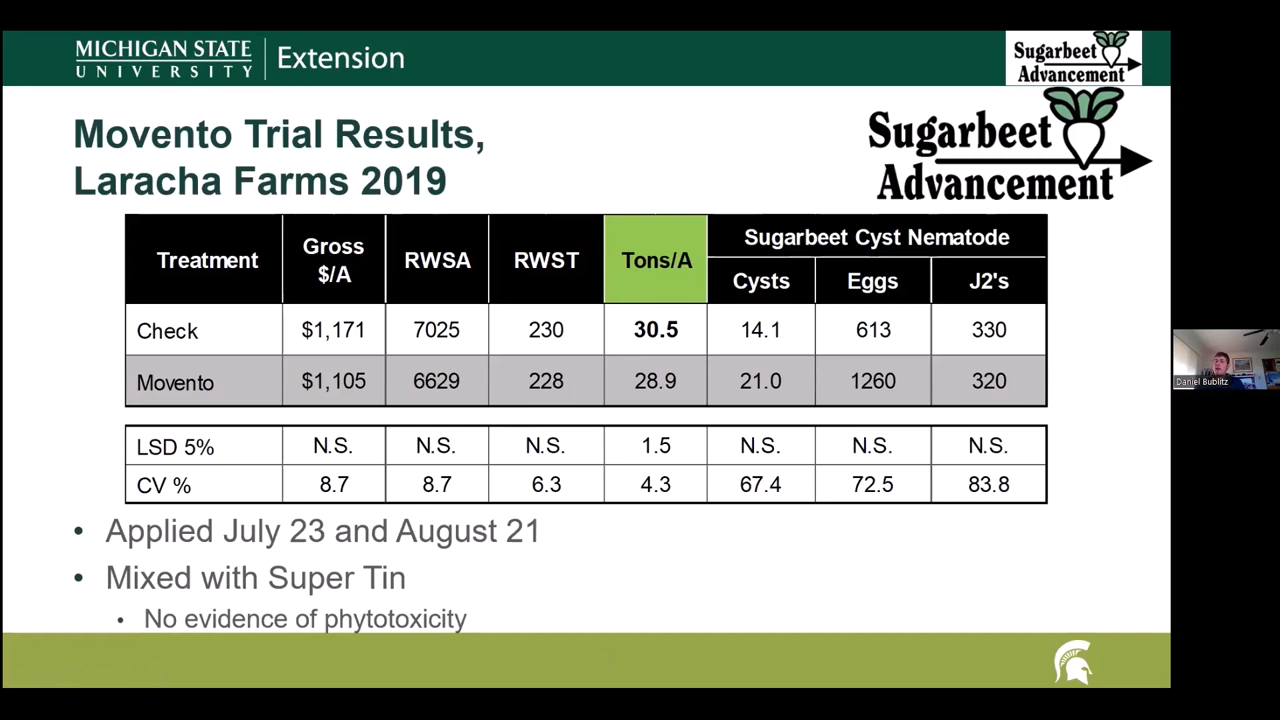 MICHIGAN STATE
UNIVERSITY
Extension
Sugarbeet
Advancement
Movento Trial Results,
Laracha Farms 2019
Sugarbeet
Advancement
Treatment Gross $/A RWSA RWST Tons/A Sugarbeet Cyst Nematode
Cysts Eggs J2's
Check $1,171 7025 230 30.5 14.1 613 330
Movento $1,105 6629 228 28.9 21.0 1260 320
LSD 5% N.S. N.S. N.S. 1.5 N.S. N.S. N.S.
CV % 8.7 8.7 6.3 4.3 67.4 72.5 83.8
• Applied July 23 and August 21
• Mixed with Super Tin
• No evidence of phytotoxicity
Daniel Bublitz